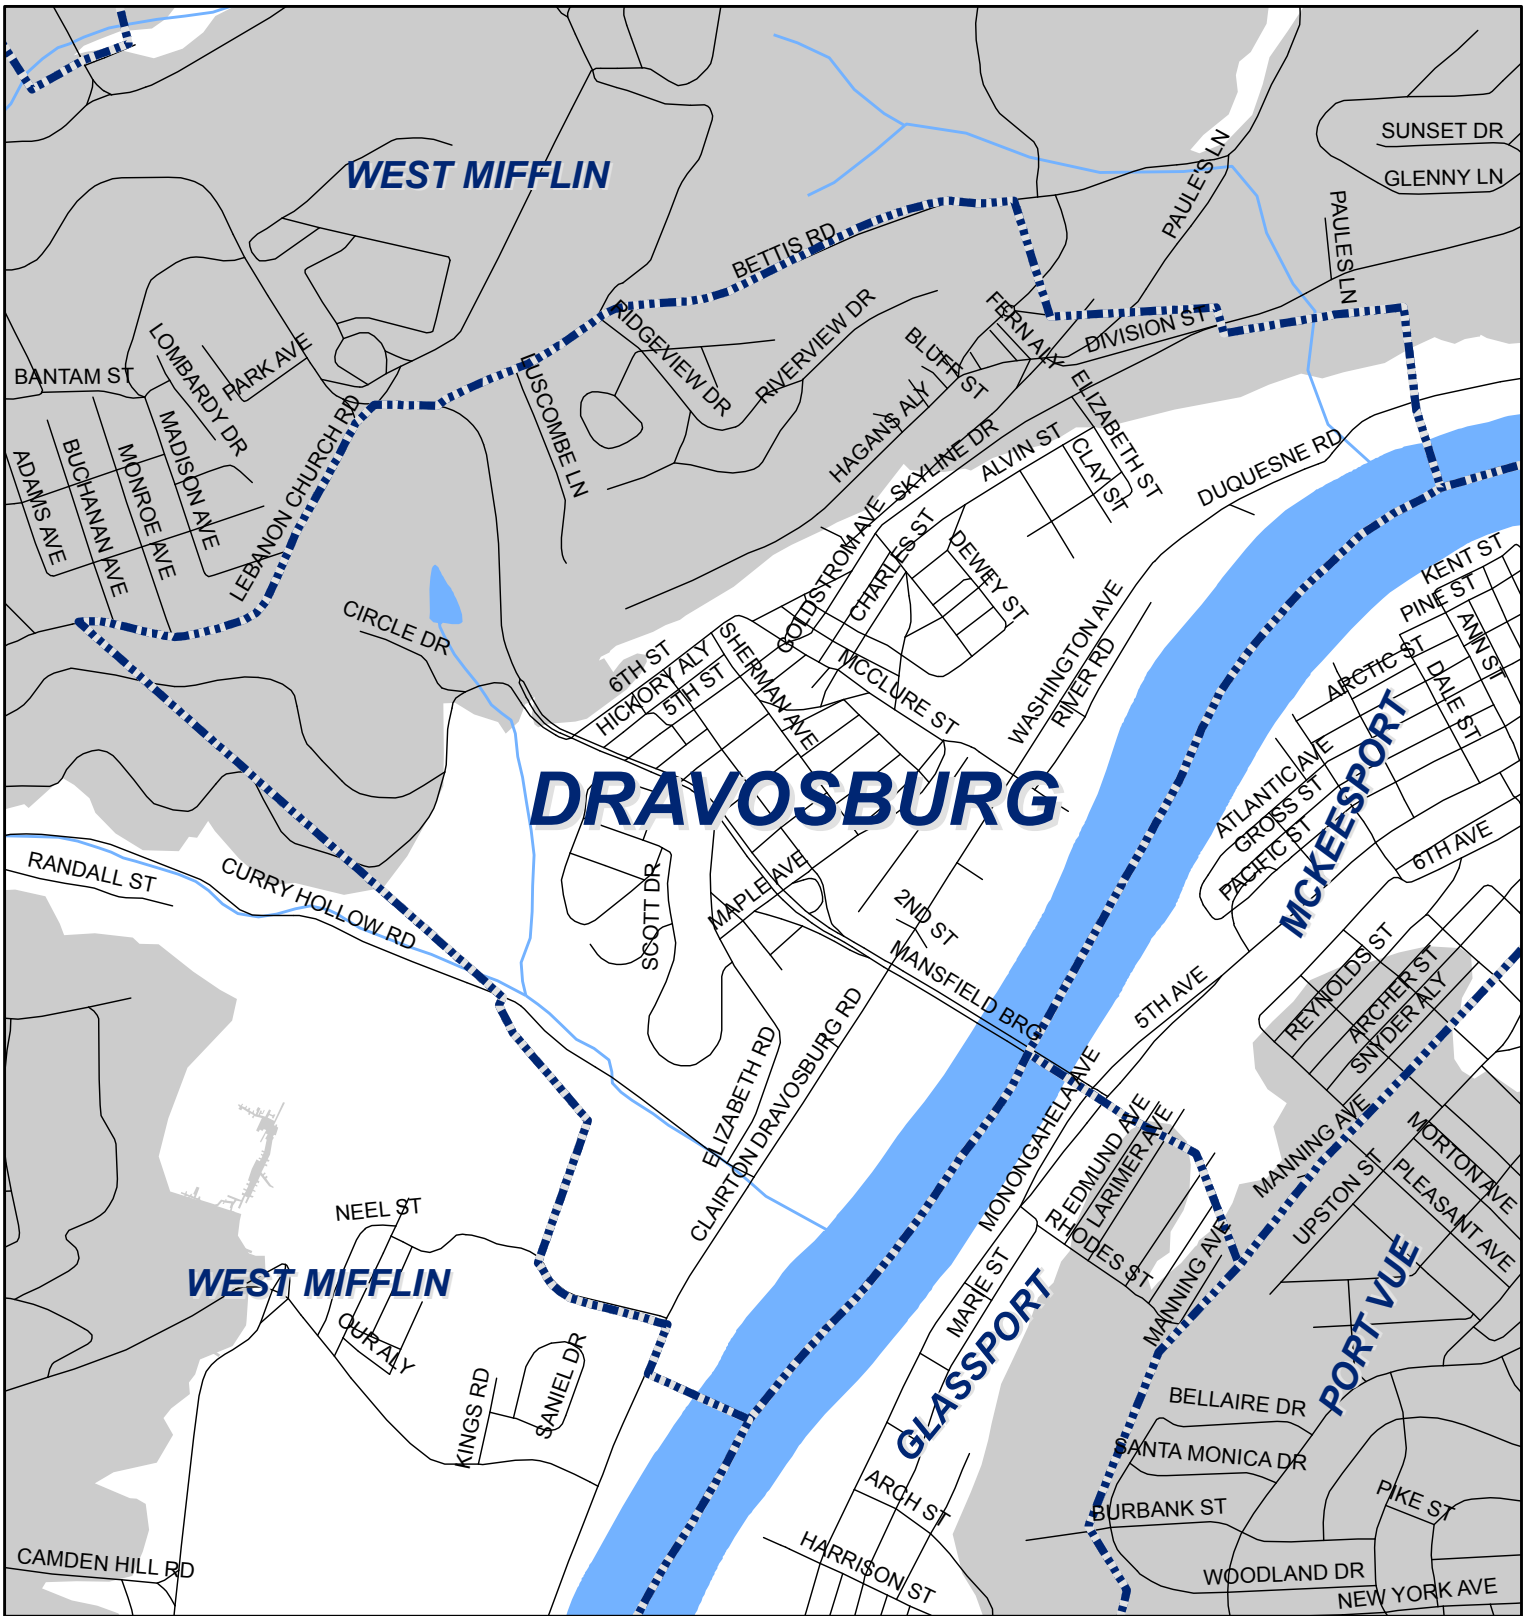 SUNSET DR
GLENNY LN
WEST MIFFLIN
PAULE'S LN
PAULES LN
BETTIS RD
RIDGEVIEW DR
RIVERVIEW DR
FERN ALY
DIVISION ST
BLUFF ST
LOMBARDY DR
PARK AVE
BANTAM ST
LUSCOMBE LN
HAGANS ALY
ELIZABETH ST
MADISON AVE
MONROE AVE
BUCHANAN AVE
ADAMIS AVE
LEBANON CHURCH RD
SKYLINE DR
ALVIN ST
CLAY ST
DUQUESNE RD
GOLDSTROM AVE
CHARLES ST
DEWEY ST
KENT ST
PINE ST
ANN ST
CIRCLE DR
6TH ST
HICKORY ALY
5TH ST
SHERMAN AVE
MCCLURE ST
WASHINGTON AVE
RIVER RD
ARCTIC ST
DALE ST
DRAVOSBURG
MCKEESPORT
ATLANTIC AVE
GROSS ST
PACIFIC ST
6TH AVE
RANDALL ST
CURRY HOLLOW RD
SCOTT DR
MAPLE AVE
2ND ST
MANSFIELD BRG
5TH AVE
REYNOLDS ST
ARCHER ST
SNYDER ALY
ELIZABETH RD
CLAIRTON DRAVOSBURG RD
MONONGAHELA AVE
REDMUND AVE
LARIMER AVE
RHODES ST
MANNING AVE
MANNING AVE
UPSTON ST
MORTON AVE
PLEASANT AVE
NEEL ST
WEST MIFFLIN
OUR ALY
KINGS RD
SANIEL DR
MARIE ST
GLASSPORT
PORT VUE
BELLAIRE DR
SANTA MONICA DR
ARCH ST
BURBANK ST
PIKE ST
HARRISON ST
WOODLAND DR
CAMDEN HILL RD
NEW YORK AVE